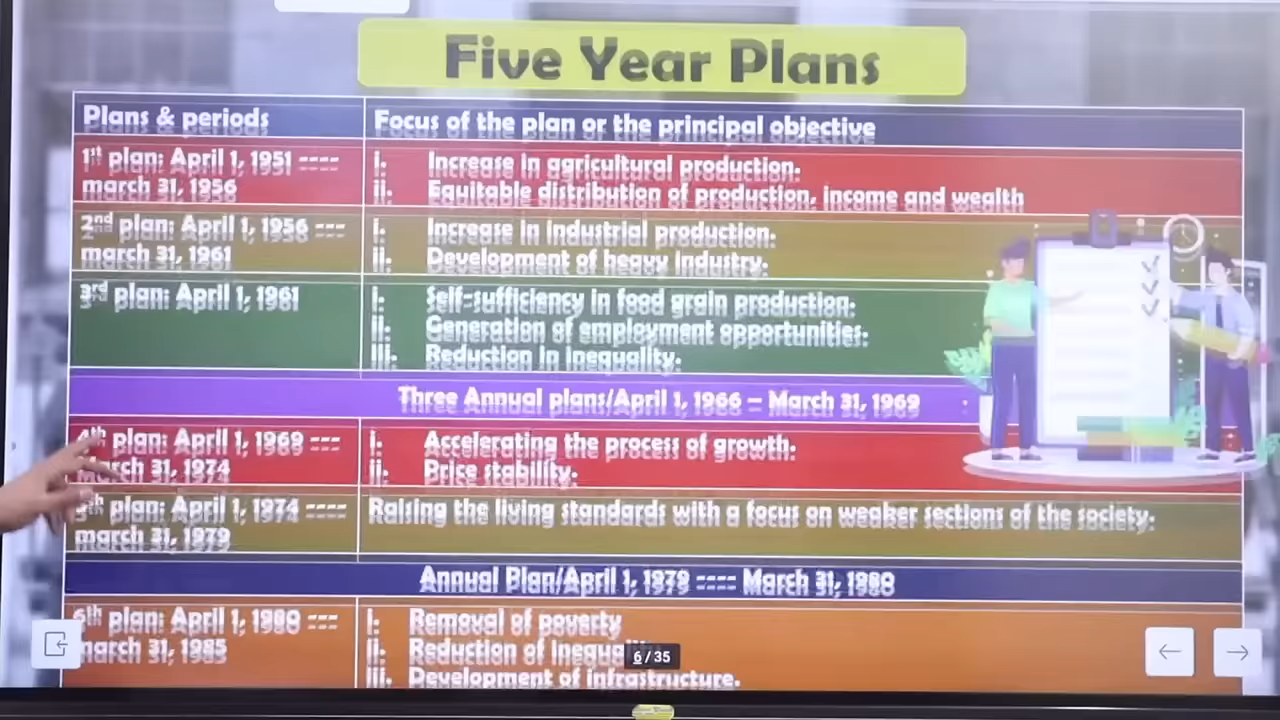 Five Year Plans
Plans & periods
Focus of the plan or the principal objective
1st plan: April 1, 1951 ----
march 31, 1956
i. Increase in agricultural production.
ii. Equitable distribution of production, income and wealth
2nd plan: April 1, 1956 ---
march 31, 1961
i. Increase in industrial production.
ii. Development of heavy industry.
3rd plan: April 1, 1961
i. Self-sufficiency in food grain production.
ii. Generation of employment opportunities.
iii. Reduction in inequality.
Three Annual plans/April 1, 1966 – March 31, 1969
4th plan: April 1, 1969 ---
march 31, 1974
i. Accelerating the process of growth.
ii. Price stability.
5th plan: April 1, 1974 ----
march 31, 1979
Raising the living standards with a focus on weaker sections of the society.
Annual Plan/April 1, 1979 ---- March 31, 1980
6th plan: April 1, 1980 ---
march 31, 1985
i. Removal of poverty
ii. Reduction of
iii. Development of infrastructure.
6 / 35